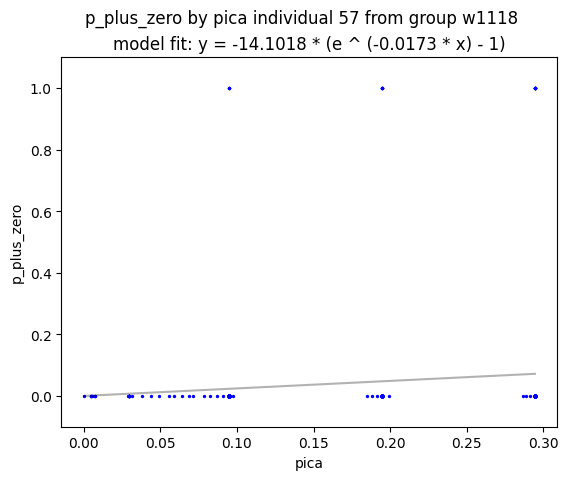 p_plus_zero by pica individual 57 from group w1118
model fit: y = -14.1018 * (e ^ (-0.0173 * x) - 1)
1.0
0.8
0.6
0.4
0.2
0.0
p_plus_zero
0.00 0.05 0.10 0.15 0.20 0.25 0.30
pica